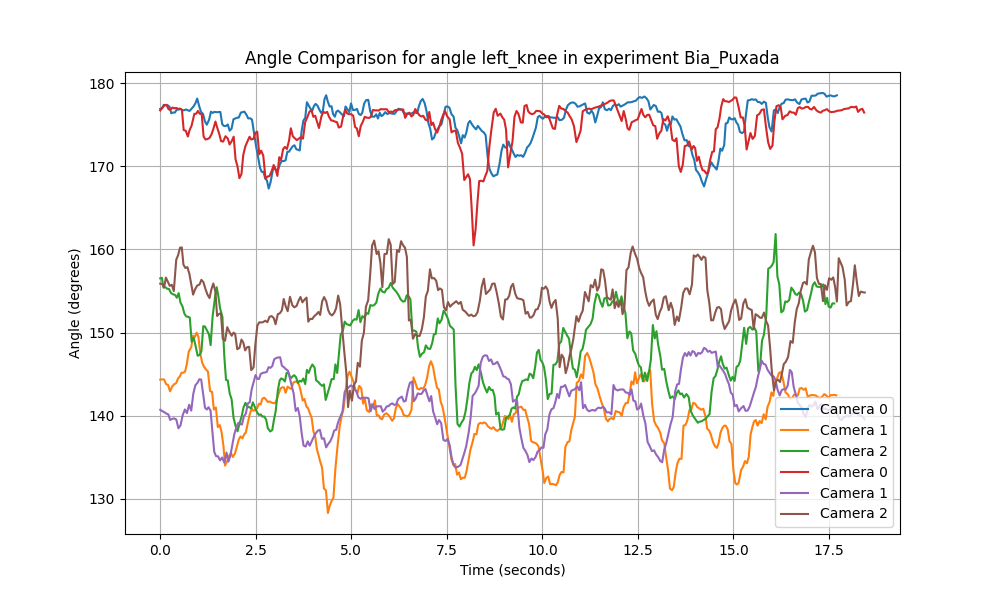 Angle Comparison for angle left_knee in experiment Bia_Puxada
180
170
160
150
140
130
Angle (degrees)
0.0 2.5 5.0 7.5 10.0 12.5 15.0 17.5
Time (seconds)
Camera 0
Camera 1
Camera 2
Camera 0
Camera 1
Camera 2